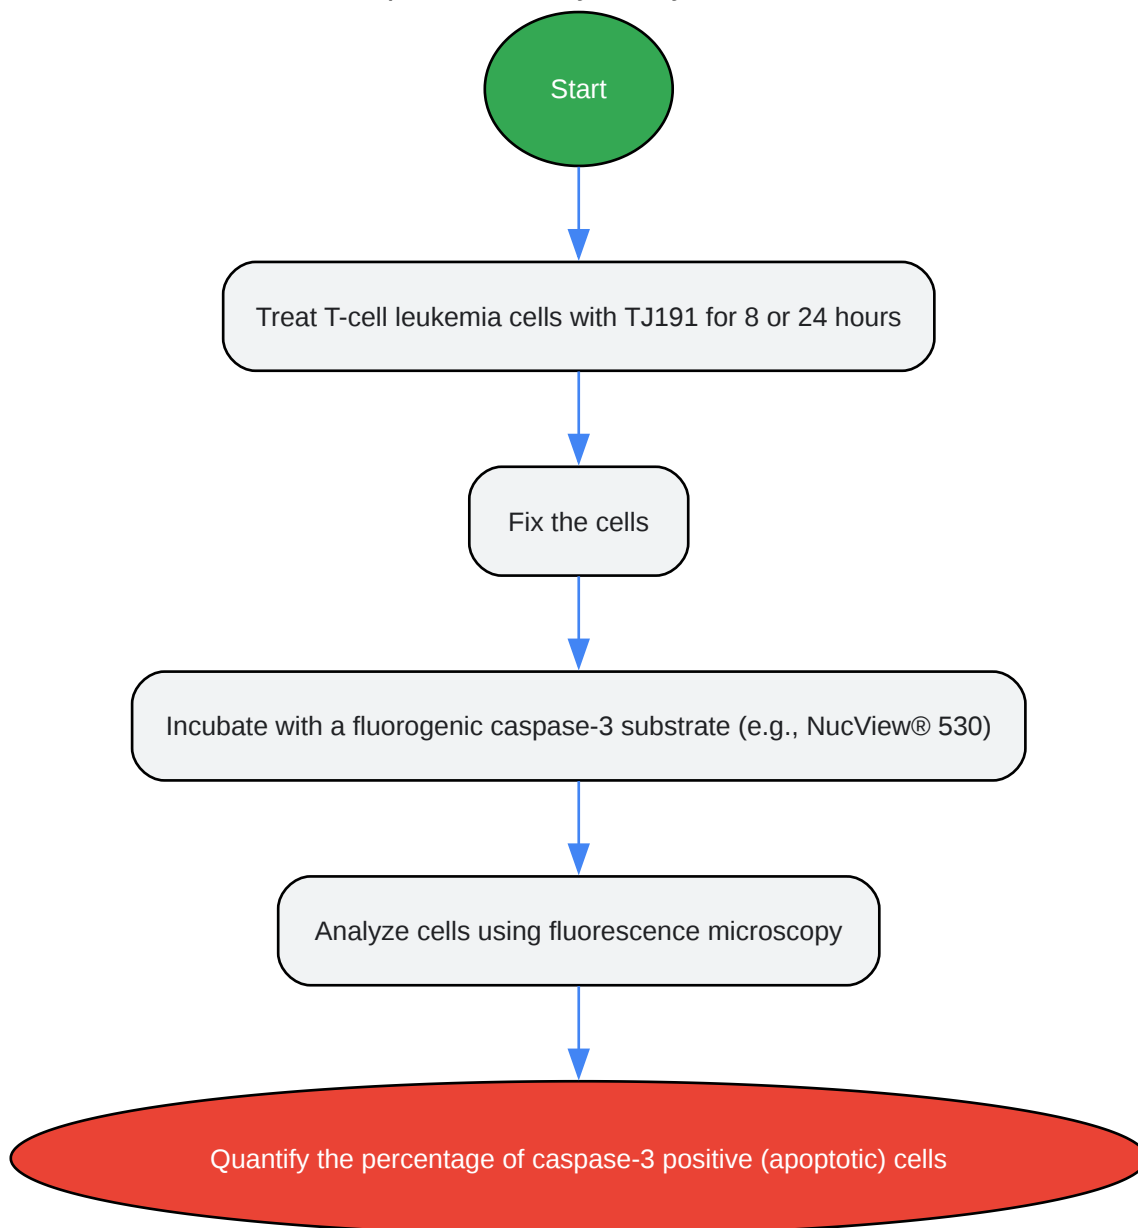 Start
Treat T-cell leukemia cells with TJ191 for 8 or 24 hours
Fix the cells
Incubate with a fluorogenic caspase-3 substrate (e.g., NucView® 530)
Analyze cells using fluorescence microscopy
Quantify the percentage of caspase-3 positive (apoptotic) cells